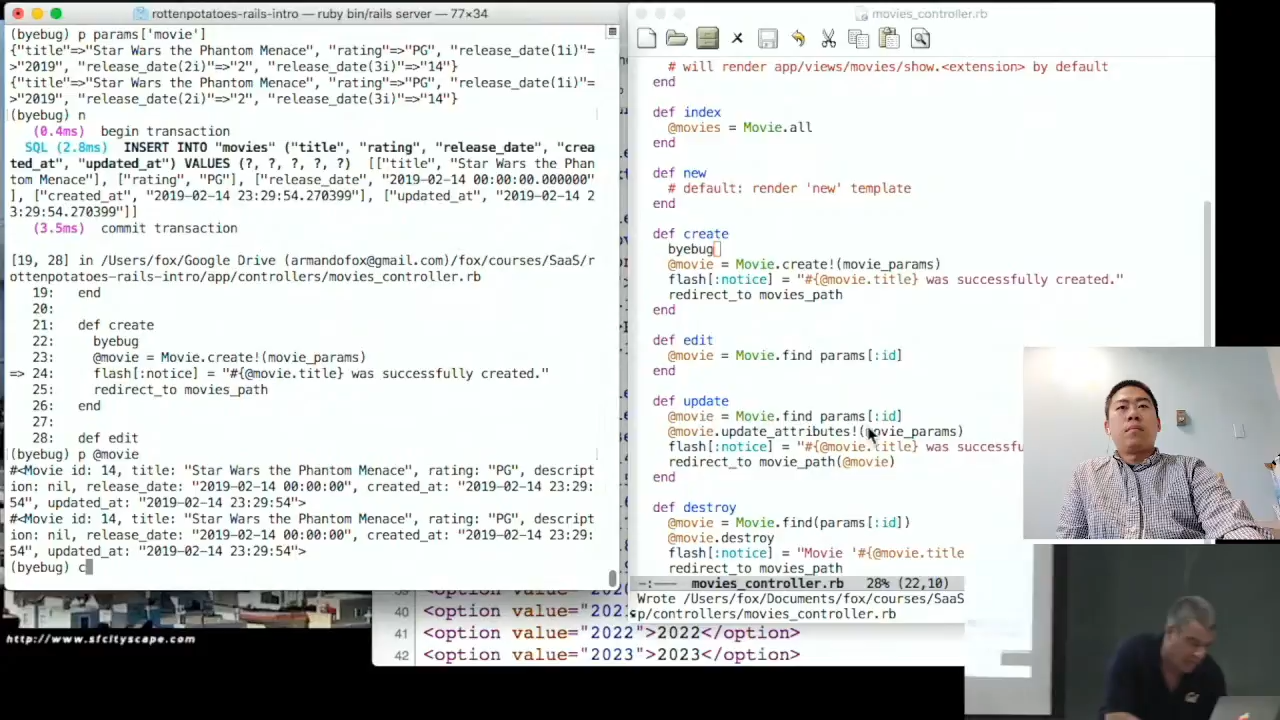 rottenpotatoes-rails-intro — ruby bin/rails server — 77×34
(byebug) p params['movie']
{"title"=>"Star Wars the Phantom Menace", "rating"=>"PG", "release_date(1i)"=
>"2019", "release_date(2i)"=>"2", "release_date(3i)"=>"14"}
{"title"=>"Star Wars the Phantom Menace", "rating"=>"PG", "release_date(1i)"=
>"2019", "release_date(2i)"=>"2", "release_date(3i)"=>"14"}
(byebug) n
(0.4ms) begin transaction
SQL (2.8ms) INSERT INTO "movies" ("title", "rating", "release_date", "crea
ted_at", "updated_at") VALUES (?, ?, ?, ?, ?) [["title", "Star Wars the Phan
tom Menace"], ["rating", "PG"], ["release_date", "2019-02-14 00:00:00.000000"
], ["created_at", "2019-02-14 23:29:54.270399"], ["updated_at", "2019-02-14 2
3:29:54.270399"]]
(3.5ms) commit transaction
[19, 28] in /Users/fox/Google Drive (armandofox@gmail.com)/fox/courses/SaaS/r
ottenpotatoes-rails-intro/app/controllers/movies_controller.rb
19: end
20:
21: def create
22: byebug
23: @movie = Movie.create!(movie_params)
=> 24: flash[:notice] = "#{@movie.title} was successfully created."
25: redirect_to movies_path
26: end
27:
28: def edit
(byebug) p @movie
#<Movie id: 14, title: "Star Wars the Phantom Menace", rating: "PG", descript
ion: nil, release_date: "2019-02-14 00:00:00", created_at: "2019-02-14 23:29:
54", updated_at: "2019-02-14 23:29:54">
#<Movie id: 14, title: "Star Wars the Phantom Menace", rating: "PG", descript
ion: nil, release_date: "2019-02-14 00:00:00", created_at: "2019-02-14 23:29:
54", updated_at: "2019-02-14 23:29:54">
(byebug) c
movies_controller.rb
# will render app/views/movies/show.<extension> by default
end
def index
@movies = Movie.all
end
def new
# default: render 'new' template
end
def create
byebug
@movie = Movie.create!(movie_params)
flash[:notice] = "#{@movie.title} was successfully created."
redirect_to movies_path
end
def edit
@movie = Movie.find params[:id]
end
def update
@movie = Movie.find params[:id]
@movie.update_attributes!(movie_params)
flash[:notice] = "#{@movie.title} was successfu
redirect_to movie_path(@movie)
end
def destroy
@movie = Movie.find(params[:id])
@movie.destroy
flash[:notice] = "Movie '#{@movie.title
redirect_to movies_path
-:--- movies_controller.rb 28% (22,10)
Wrote /Users/fox/Documents/fox/courses/SaaS
p/controllers/movies_controller.rb
40 <option value="2021
41 <option value="2022">2022</option>
42 <option value="2023">2023</option>
http://www.sfcityscape.com